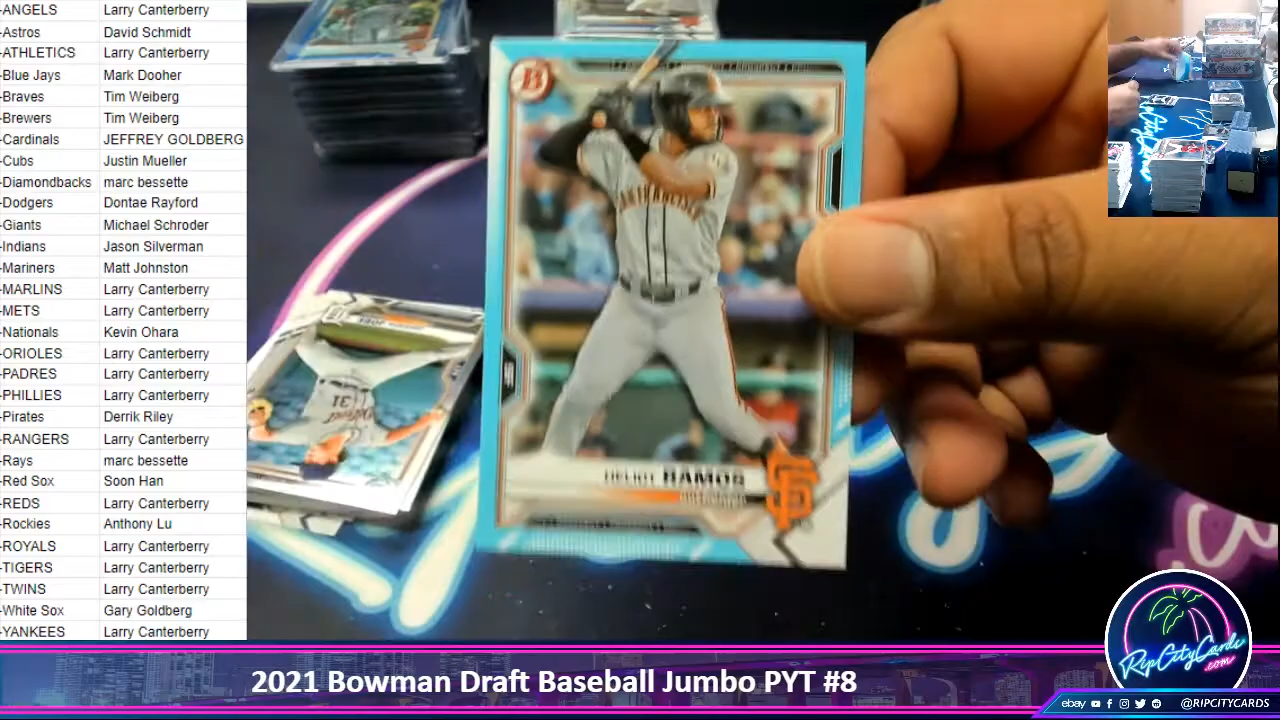 -ANGELS Larry Canterberry
-Astros David Schmidt
-ATHLETICS Larry Canterberry
-Blue Jays Mark Dooher
-Braves Tim Weiberg
-Brewers Tim Weiberg
-Cardinals JEFFREY GOLDBERG
-Cubs Justin Mueller
-Diamondbacks marc bessette
-Dodgers Dontae Rayford
-Giants Michael Schroder
-Indians Jason Silverman
-Mariners Matt Johnston
-MARLINS Larry Canterberry
-METS Larry Canterberry
-Nationals Kevin Ohara
-ORIOLES Larry Canterberry
-PADRES Larry Canterberry
-PHILLIES Larry Canterberry
-Pirates Derrik Riley
-RANGERS Larry Canterberry
-Rays marc bessette
-Red Sox Soon Han
-REDS Larry Canterberry
-Rockies Anthony Lu
-ROYALS Larry Canterberry
-TIGERS Larry Canterberry
-TWINS Larry Canterberry
-White Sox Gary Goldberg
-YANKEES Larry Canterberry
B
HELIOT RAMOS
SF
31
RipCityCards
.com
2021 Bowman Draft Baseball Jumbo PYT #8
ebay @RIPCITYCARDS